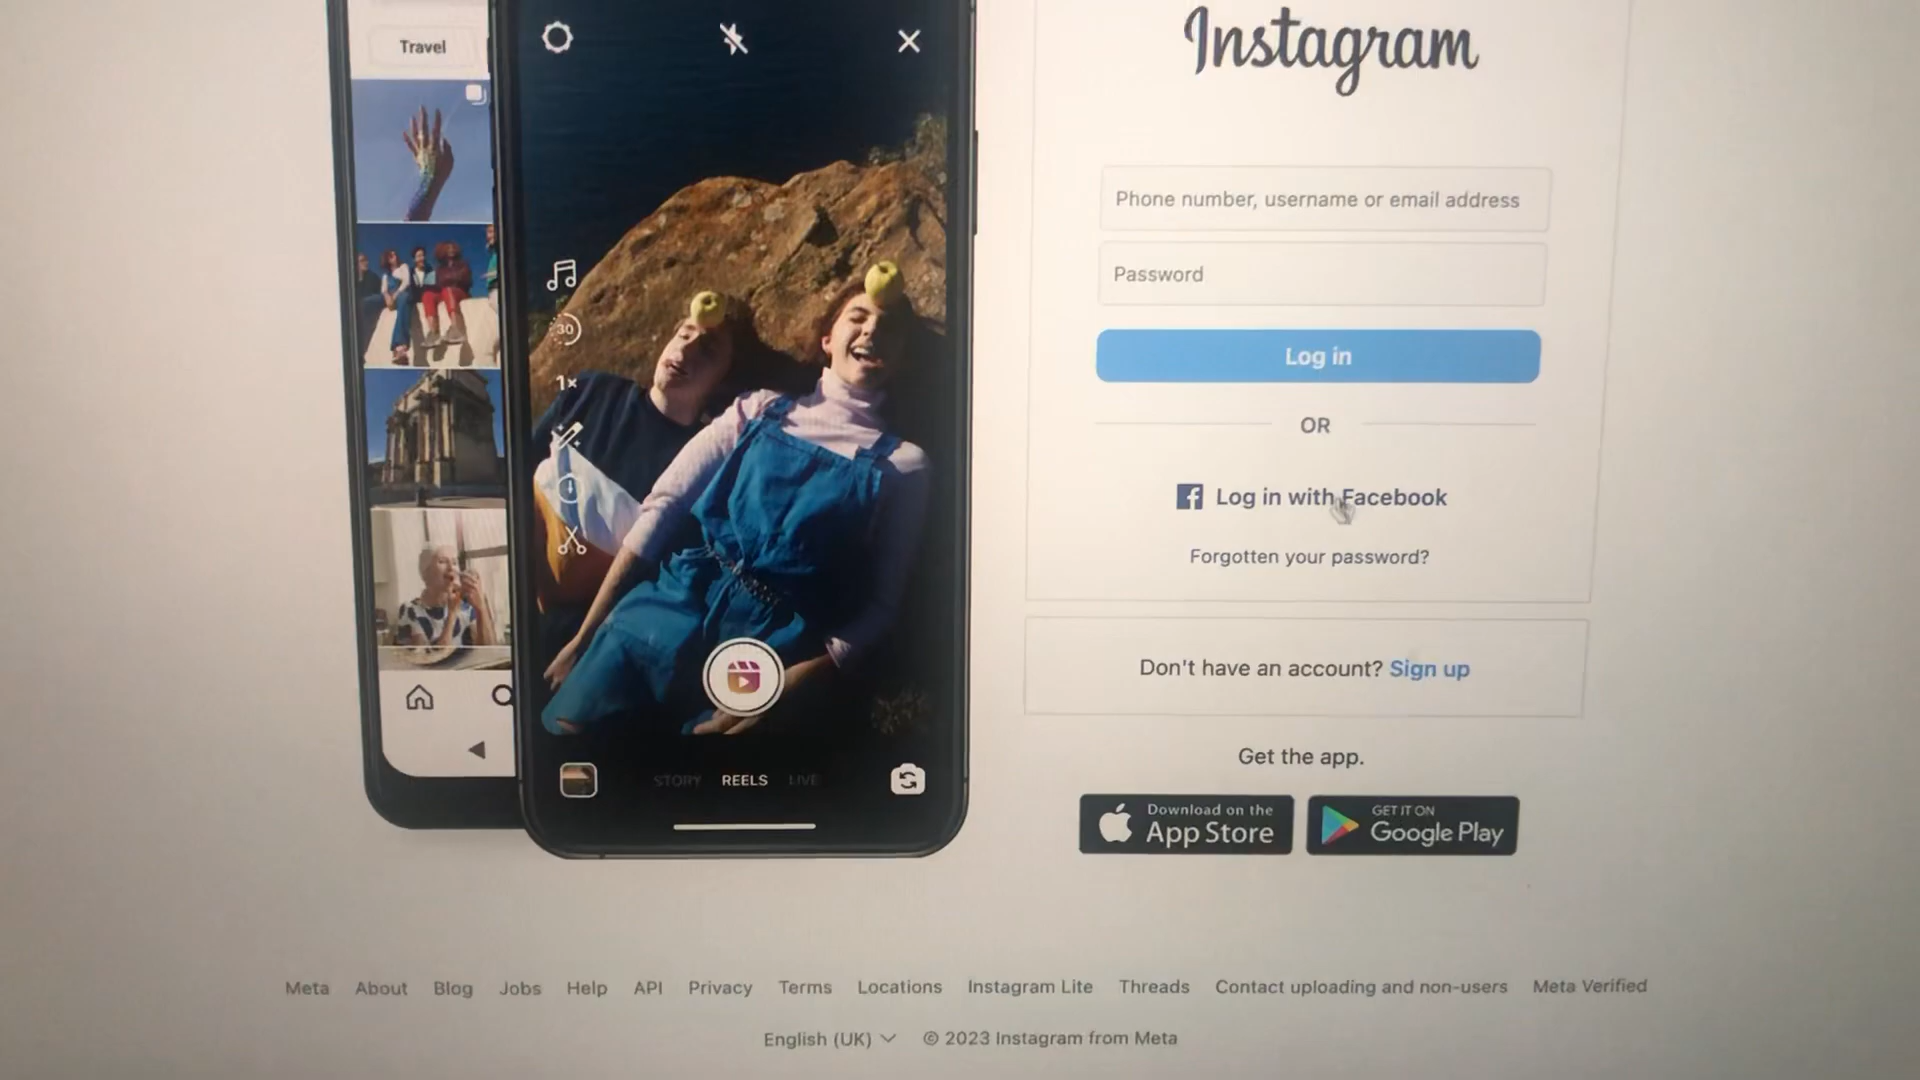 Travel
30
1×
STORY REELS LIVE
Instagram
Phone number, username or email address
Password
Log in
OR
Log in with Facebook
Forgotten your password?
Don't have an account? Sign up
Get the app.
Download on the
App Store
GET IT ON
Google Play
Meta About Blog Jobs Help API Privacy Terms Locations Instagram Lite Threads Contact uploading and non-users Meta Verified
English (UK) © 2023 Instagram from Meta